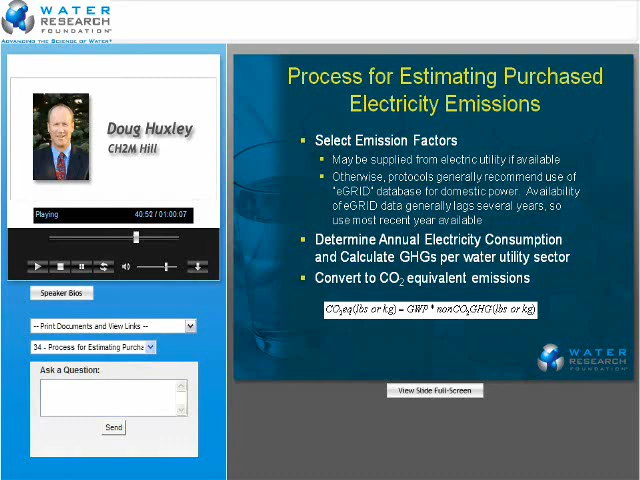 WATER
RESEARCH
FOUNDATION
ADVANCING THE SCIENCE OF WATER®
Doug Huxley
CH2M Hill
Playing 40:52 / 01:00:07
Speaker Bios
-- Print Documents and View Links --
34 - Process for Estimating Purcha
Ask a Question:
Send
Process for Estimating Purchased
Electricity Emissions
Select Emission Factors
May be supplied from electric utility if available
Otherwise, protocols generally recommend use of
"eGRID" database for domestic power. Availability
of eGRID data generally lags several years, so
use most recent year available
Determine Annual Electricity Consumption
and Calculate GHGs per water utility sector
Convert to CO₂ equivalent emissions
CO₂eq(lbs or kg) = GWP * nonCO₂GHG(lbs or kg)
WATER
RESEARCH
FOUNDATION
View Slide Full-Screen